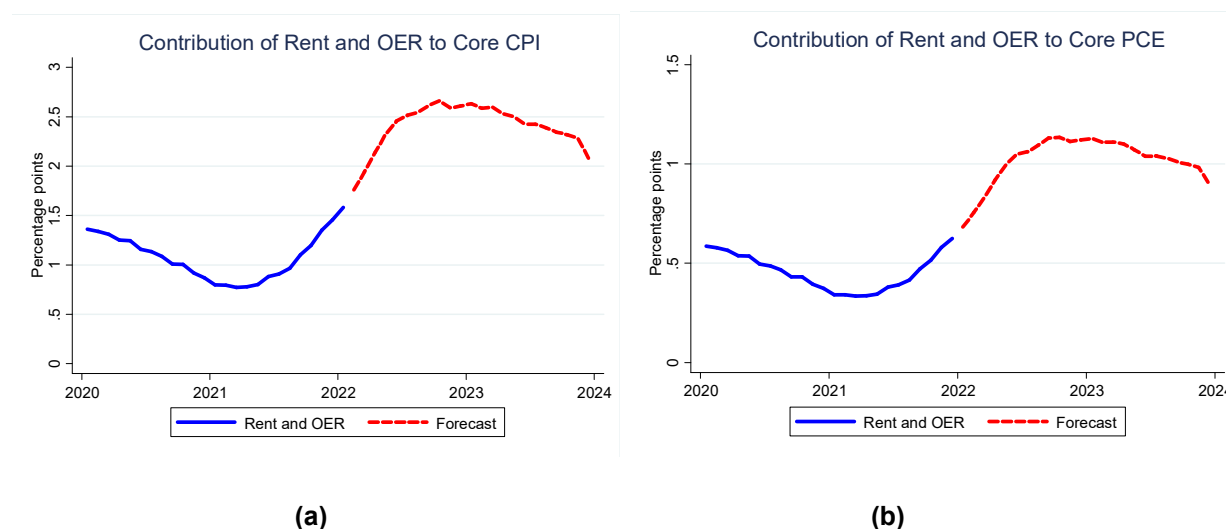 Contribution of Rent and OER to Core CPI
Percentage points
3
2.5
2
1.5
1
.5
0
2020 2021 2022 2023 2024
Rent and OER Forecast
(a)
Contribution of Rent and OER to Core PCE
Percentage points
1.5
1
.5
0
2020 2021 2022 2023 2024
Rent and OER Forecast
(b)